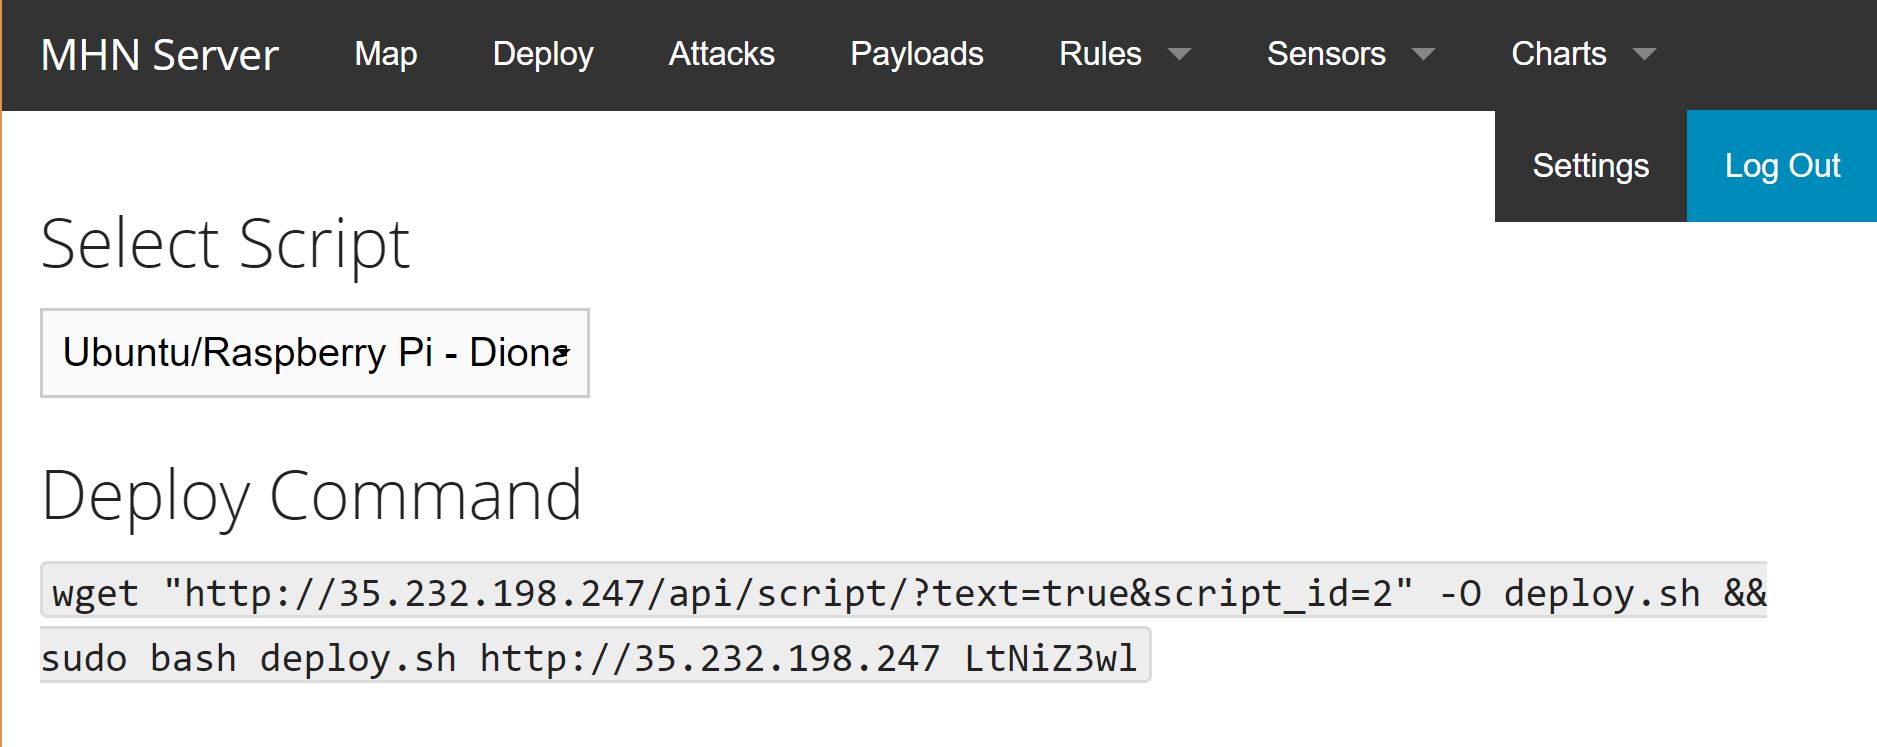 MHN Server Map Deploy Attacks Payloads Rules Sensors Charts
Settings Log Out
Select Script
Ubuntu/Raspberry Pi - Diona
Deploy Command
wget "http://35.232.198.247/api/script/?text=true&script_id=2" -O deploy.sh &&
sudo bash deploy.sh http://35.232.198.247 LtNiZ3wl